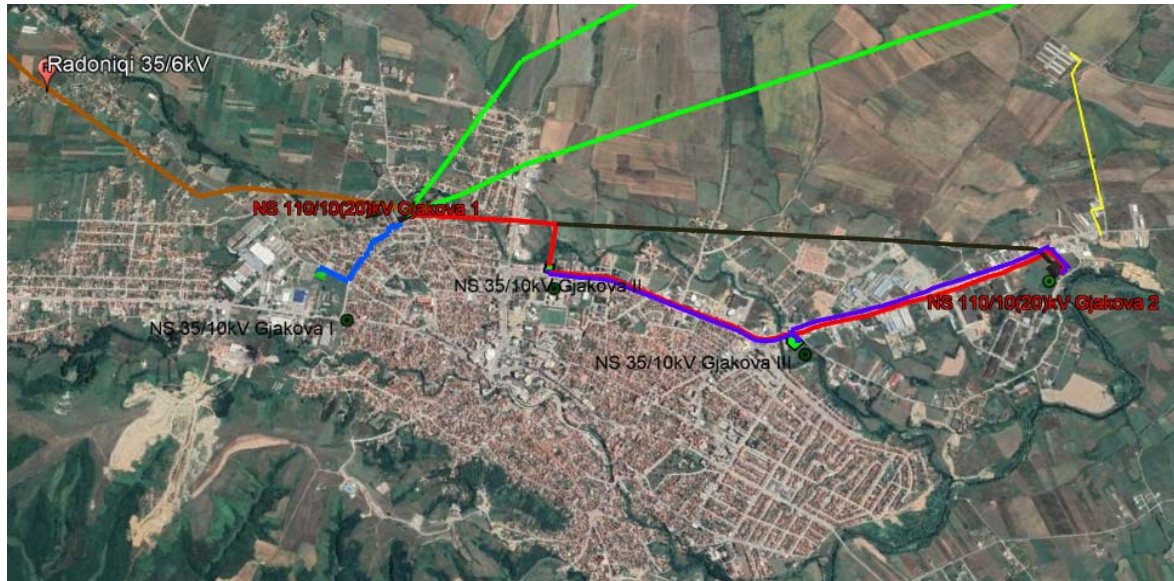 Radoniqi 35/6kV
NS 110/10(20)kV Gjakova 1
NS 35/10kV Gjakova II
NS 110/10(20)kV Gjakova 2
NS 35/10kV Gjakova I
NS 35/10kV Gjakova III